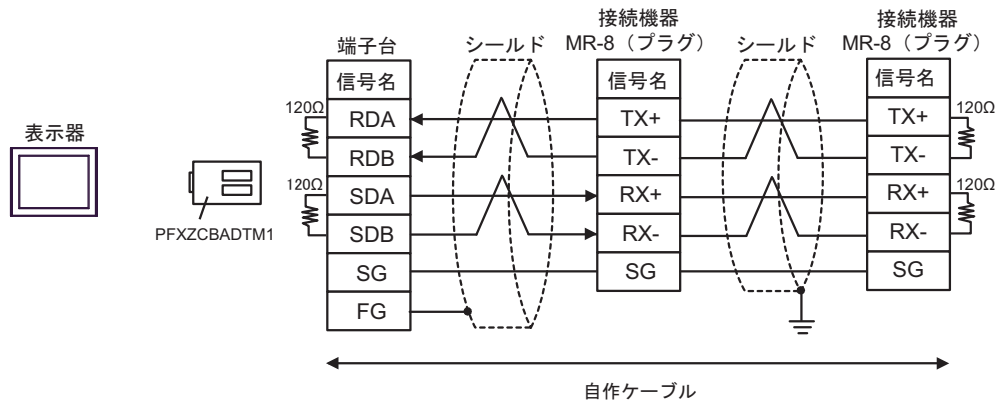 表示器
PFXZCBADTM1
端子台
信号名
120Ω
RDA
RDB
120Ω
SDA
SDB
SG
FG
シールド
接続機器
MR-8（プラグ）
信号名
TX+
TX-
RX+
RX-
SG
シールド
接続機器
MR-8（プラグ）
信号名
TX+
TX-
RX+
RX-
SG
120Ω
120Ω
自作ケーブル